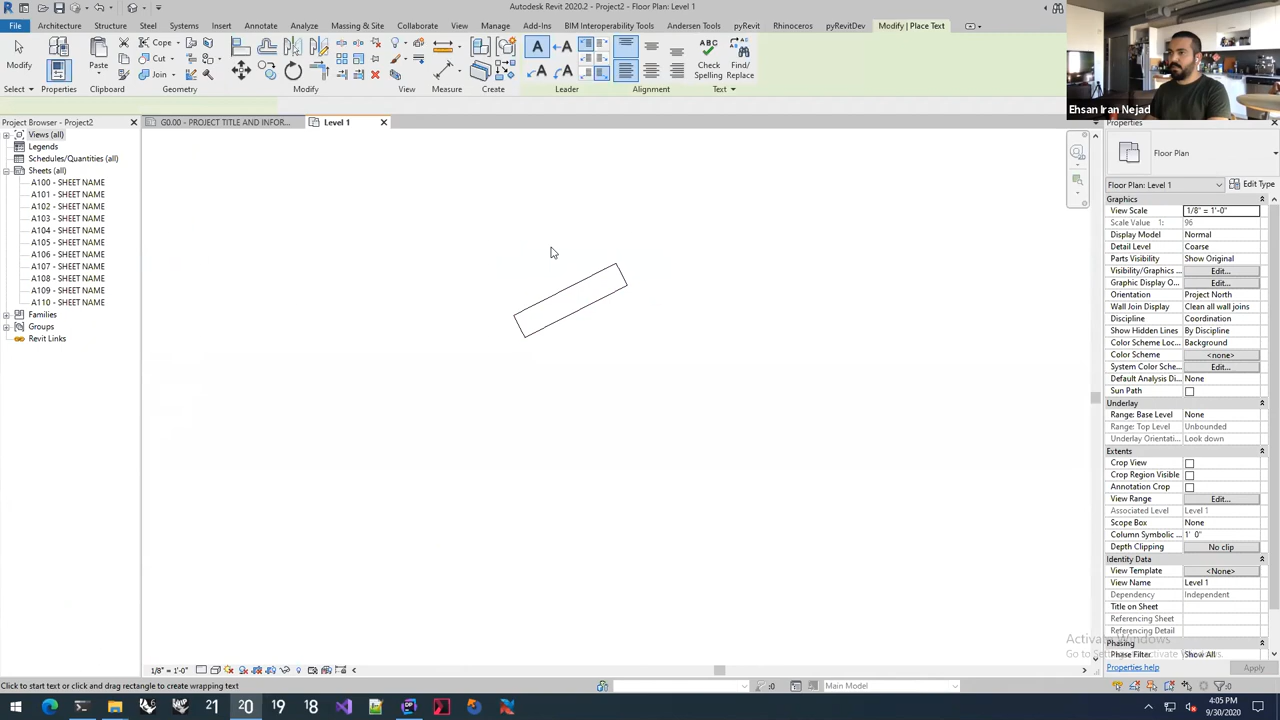 Autodesk Revit 2020.2 - Project2 - Floor Plan: Level 1
File Architecture Structure Steel Systems Insert Annotate Analyze Massing & Site Collaborate View Manage Add-Ins BIM Interoperability Tools Andersen Tools pyRevit Rhinoceros pyRevitDev Modify | Place Text
Modify Paste Cope Cut Join Check Spelling Find/ Replace
Select Properties Clipboard Geometry Modify View Measure Create Leader Alignment Text
Ehsan Iran Nejad
Project Browser - Project2
Views (all)
Legends
Schedules/Quantities (all)
Sheets (all)
A100 - SHEET NAME
A101 - SHEET NAME
A102 - SHEET NAME
A103 - SHEET NAME
A104 - SHEET NAME
A105 - SHEET NAME
A106 - SHEET NAME
A107 - SHEET NAME
A108 - SHEET NAME
A109 - SHEET NAME
A110 - SHEET NAME
Families
Groups
Revit Links
G0.00 - PROJECT TITLE AND INFOR...
Level 1
Properties
Floor Plan
Floor Plan: Level 1 Edit Type
Graphics
View Scale 1/8" = 1'-0"
Scale Value 1: 96
Display Model Normal
Detail Level Coarse
Parts Visibility Show Original
Visibility/Graphics ... Edit...
Graphic Display O... Edit...
Orientation Project North
Wall Join Display Clean all wall joins
Discipline Coordination
Show Hidden Lines By Discipline
Color Scheme Loc... Background
Color Scheme <none>
System Color Sche... Edit...
Default Analysis Di... None
Sun Path
Underlay
Range: Base Level None
Range: Top Level Unbounded
Underlay Orientati... Look down
Extents
Crop View
Crop Region Visible
Annotation Crop
View Range Edit...
Associated Level Level 1
Scope Box None
Column Symbolic ... 1' 0"
Depth Clipping No clip
Identity Data
View Template <None>
View Name Level 1
Dependency Independent
Title on Sheet
Referencing Sheet
Referencing Detail
Phasing
Phase Filter Show All
Properties help Apply
Activate Windows
Go to Settings to activate Windows.
1/8" = 1'-0"
Click to start text or click and drag rectangle to create wrapping text
:0 Main Model :0
21 20 19 18
4:05 PM
9/30/2020